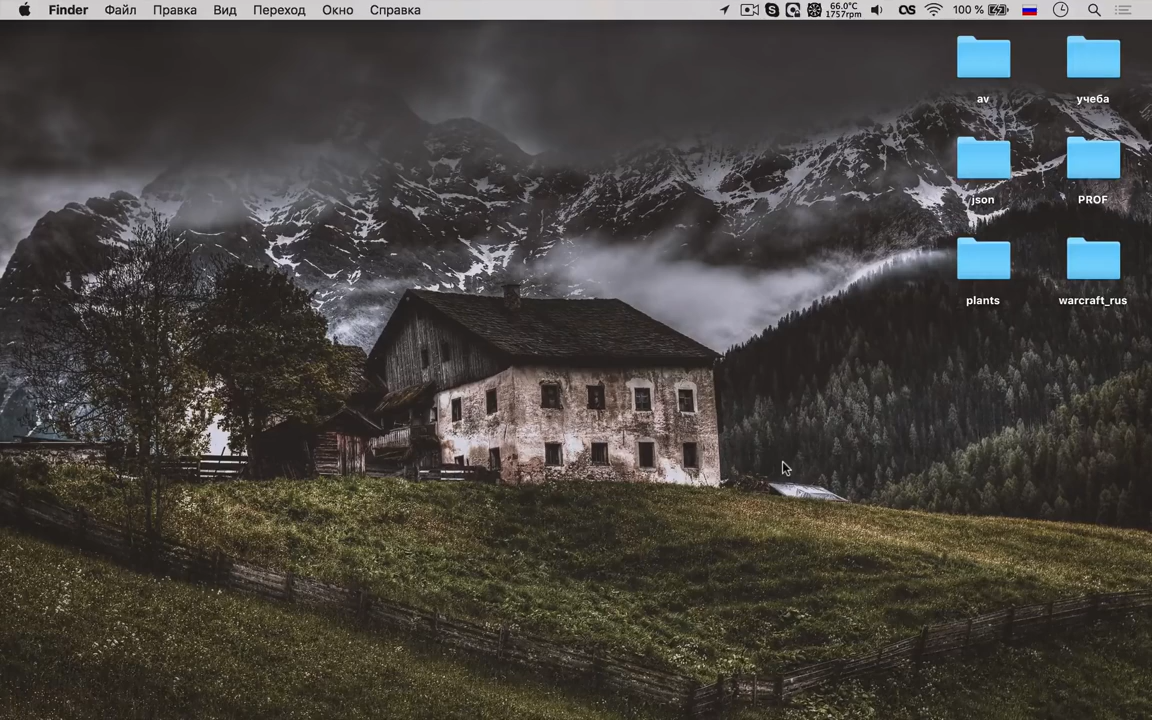 Finder Файл Правка Вид Переход Окно Справка 66.0°C 1757rpm 100 %
av учеба
json PROF
plants warcraft_rus